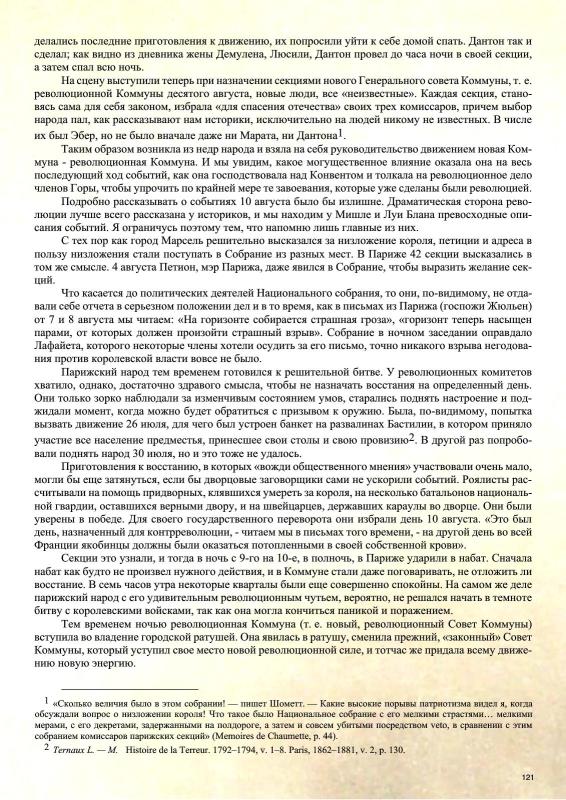 делались последние приготовления к движению, их попросили уйти к себе домой спать. Дантон так и
сделал; как видно из дневника жены Демулена, Люсили, Дантон провел до часа ночи в своей секции,
а затем спал всю ночь.
На сцену выступили теперь при назначении секциями нового Генерального совета Коммуны, т. е.
революционной Коммуны десятого августа, новые люди, все «неизвестные». Каждая секция, стано-
вясь сама для себя законом, избрала «для спасения отечества» своих трех комиссаров, причем выбор
народа пал, как рассказывают нам историки, исключительно на людей никому не известных. В числе
их был Эбер, но не было вначале даже ни Марата, ни Дантона1.
Таким образом возникла из недр народа и взяла на себя руководительство движением новая Ком-
муна - революционная Коммуна. И мы увидим, какое могущественное влияние оказала она на весь
последующий ход событий, как она господствовала над Конвентом и толкала на революционное дело
членов Горы, чтобы упрочить по крайней мере те завоевания, которые уже сделаны были революцией.
Подробно рассказывать о событиях 10 августа было бы излишне. Драматическая сторона рево-
люции лучше всего рассказана у историков, и мы находим у Мишле и Луи Блана превосходные опи-
сания событий. Я ограничусь поэтому тем, что напомню лишь главные из них.
С тех пор как город Марсель решительно высказался за низложение короля, петиции и адреса в
пользу низложения стали поступать в Собрание из разных мест. В Париже 42 секции высказались в
том же смысле. 4 августа Петион, мэр Парижа, даже явился в Собрание, чтобы выразить желание сек-
ций.
Что касается до политических деятелей Национального собрания, то они, по-видимому, не отда-
вали себе отчета в серьезном положении дел и в то время, как в письмах из Парижа (госпожи Жюльен)
от 7 и 8 августа мы читаем: «На горизонте собирается страшная гроза», «горизонт теперь насыщен
парами, от которых должен произойти страшный взрыв». Собрание в ночном заседании оправдало
Лафайета, которого некоторые члены хотели осудить за его письмо, точно никакого взрыва негодова-
ния против королевской власти вовсе не было.
Парижский народ тем временем готовился к решительной битве. У революционных комитетов
хватило, однако, достаточно здравого смысла, чтобы не назначать восстания на определенный день.
Они только зорко наблюдали за изменчивым состоянием умов, старались поднять настроение и под-
жидали момент, когда можно будет обратиться с призывом к оружию. Была, по-видимому, попытка
вызвать движение 26 июля, для чего был устроен банкет на развалинах Бастилии, в котором приняло
участие все население предместья, принесшее свои столы и свою провизию2. В другой раз попробо-
вали поднять народ 30 июля, но и это тоже не удалось.
Приготовления к восстанию, в которых «вожди общественного мнения» участвовали очень мало,
могли бы еще затянуться, если бы дворцовые заговорщики сами не ускорили событий. Роялисты рас-
считывали на помощь придворных, клявшихся умереть за короля, на несколько батальонов националь-
ной гвардии, оставшихся верными двору, и на швейцарцев, державших караулы во дворце. Они были
уверены в победе. Для своего государственного переворота они избрали день 10 августа. «Это был
день, назначенный для контрреволюции, - читаем мы в письмах того времени, - на другой день во всей
Франции якобинцы должны были оказаться потопленными в своей собственной крови».
Секции это узнали, и тогда в ночь с 9-го на 10-е, в полночь, в Париже ударили в набат. Сначала
набат как будто не произвел нужного действия, и в Коммуне стали даже поговаривать, не отложить ли
восстание. В семь часов утра некоторые кварталы были еще совершенно спокойны. На самом же деле
парижский народ с его удивительным революционным чутьем, вероятно, не решался начать в темноте
битву с королевскими войсками, так как она могла кончиться паникой и поражением.
Тем временем ночью революционная Коммуна (т. е. новый, революционный Совет Коммуны)
вступила во владение городской ратушей. Она явилась в ратушу, сменила прежний, «законный» Совет
Коммуны, который уступил свое место новой революционной силе, и тотчас же придала всему движе-
нию новую энергию.
1 «Сколько величия было в этом собрании! — пишет Шометт. — Какие высокие порывы патриотизма видел я, когда
обсуждали вопрос о низложении короля! Что такое было Национальное собрание с его мелкими страстями… мелкими
мерами, с его декретами, задержанными на полдороге, а затем и совсем убитыми посредством veto, в сравнении с этим
собранием комиссаров парижских секций» (Memoires de Chaumette, p. 44).
2 Ternaux L. — M. Histoire de la Terreur. 1792–1794, v. 1–8. Paris, 1862–1881, v. 2, p. 130.
121